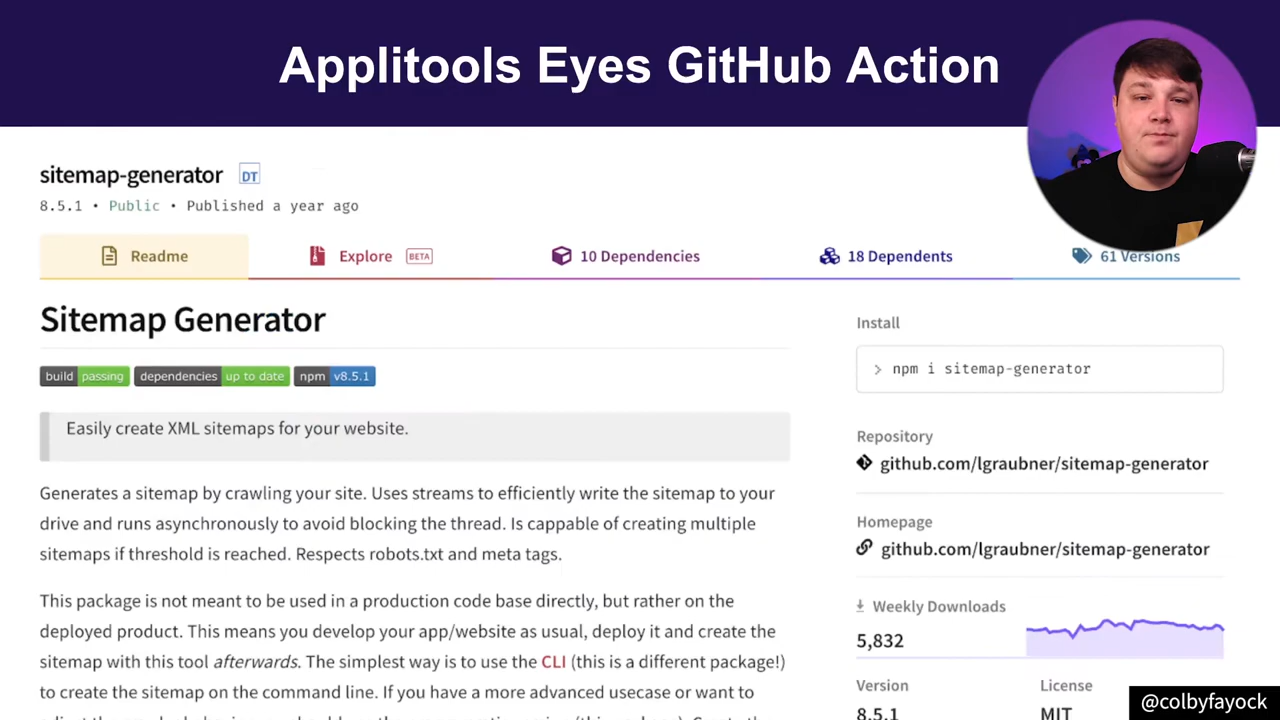 Applitools Eyes GitHub Action
sitemap-generator DT
8.5.1 • Public • Published a year ago
Readme
Explore BETA
10 Dependencies
18 Dependents
61 Versions
Sitemap Generator
build passing dependencies up to date npm v8.5.1
Easily create XML sitemaps for your website.
Generates a sitemap by crawling your site. Uses streams to efficiently write the sitemap to your
drive and runs asynchronously to avoid blocking the thread. Is cappable of creating multiple
sitemaps if threshold is reached. Respects robots.txt and meta tags.
This package is not meant to be used in a production code base directly, but rather on the
deployed product. This means you develop your app/website as usual, deploy it and create the
sitemap with this tool afterwards. The simplest way is to use the CLI (this is a different package!)
to create the sitemap on the command line. If you have a more advanced usecase or want to
Install
> npm i sitemap-generator
Repository
github.com/lgraubner/sitemap-generator
Homepage
github.com/lgraubner/sitemap-generator
Weekly Downloads
5,832
Version
8.5.1
License
MIT
@colbyfayock